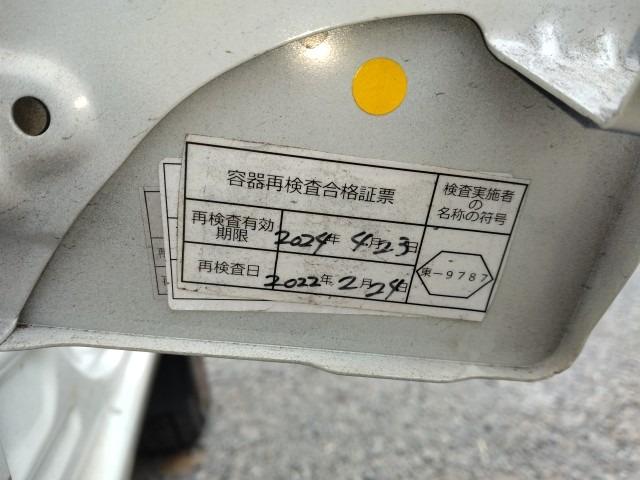 容器再検査合格証票
検査実施者
の
名称の符号
再検査有効
期限
2024年 4月23日
再検査日
2022年 2月24日
東-9787